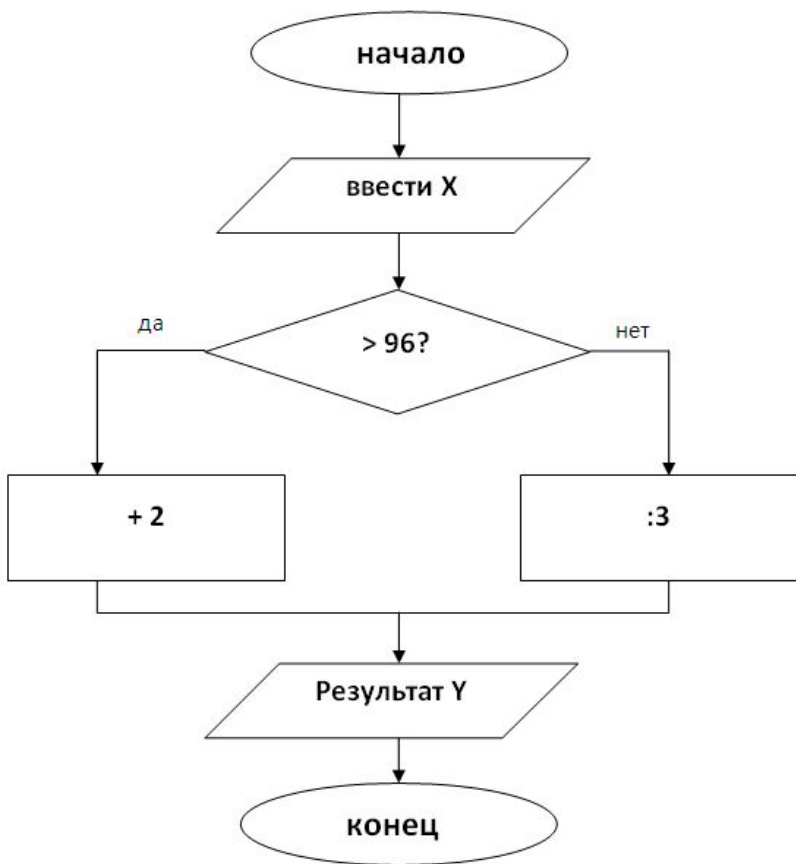 начало
ввести X
> 96?
да
нет
+ 2
:3
Результат Y
конец